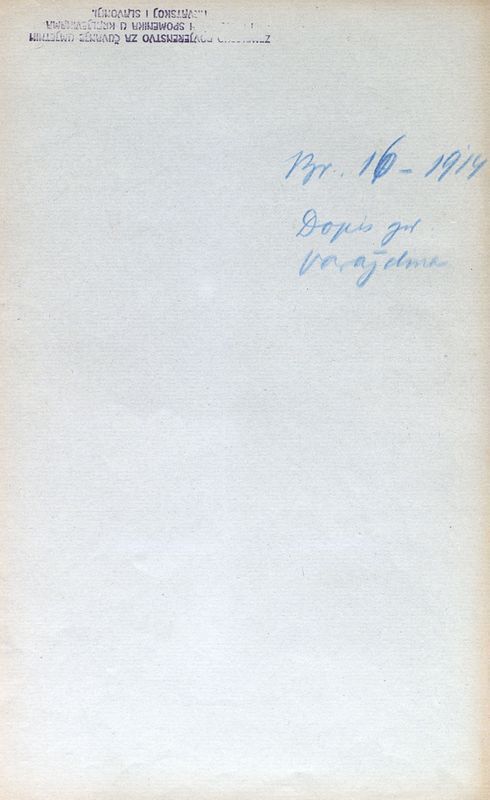 ZEMALJSKO POVJERENSTVO ZA ČUVANJE UMJETNIH
I SPOMENIKA U KRALJEVINAMA
HRVATSKOJ I SLAVONIJI.
Br. 16 – 1914
Dopis gr
Varaždina